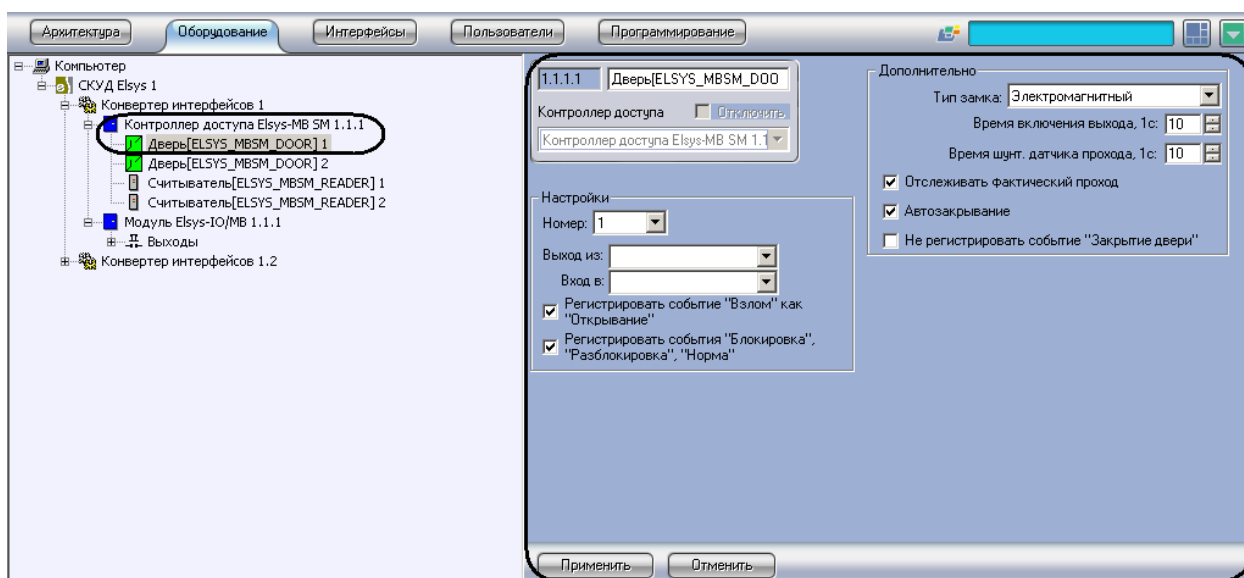 Архитектура
Оборудование
Интерфейсы
Пользователи
Программирование
Компьютер
СКУД Elsys 1
Конвертер интерфейсов 1
Контроллер доступа Elsys-MB SM 1.1.1
Дверь[ELSYS_MBSM_DOOR] 1
Дверь[ELSYS_MBSM_DOOR] 2
Считыватель[ELSYS_MBSM_READER] 1
Считыватель[ELSYS_MBSM_READER] 2
Модуль Elsys-IO/MB 1.1.1
Выходы
Конвертер интерфейсов 1.2
1.1.1.1 Дверь[ELSYS_MBSM_DOO
Контроллер доступа Отключить
Контроллер доступа Elsys-MB SM 1.1
Настройки
Номер: 1
Выход из:
Вход в:
Регистрировать событие "Взлом" как
"Открывание"
Регистрировать события "Блокировка",
"Разблокировка", "Норма"
Дополнительно
Тип замка: Электромагнитный
Время включения выхода, 1с: 10
Время шунт. датчика прохода, 1с: 10
Отслеживать фактический проход
Автозакрывание
Не регистрировать событие "Закрытие двери"
Применить
Отменить